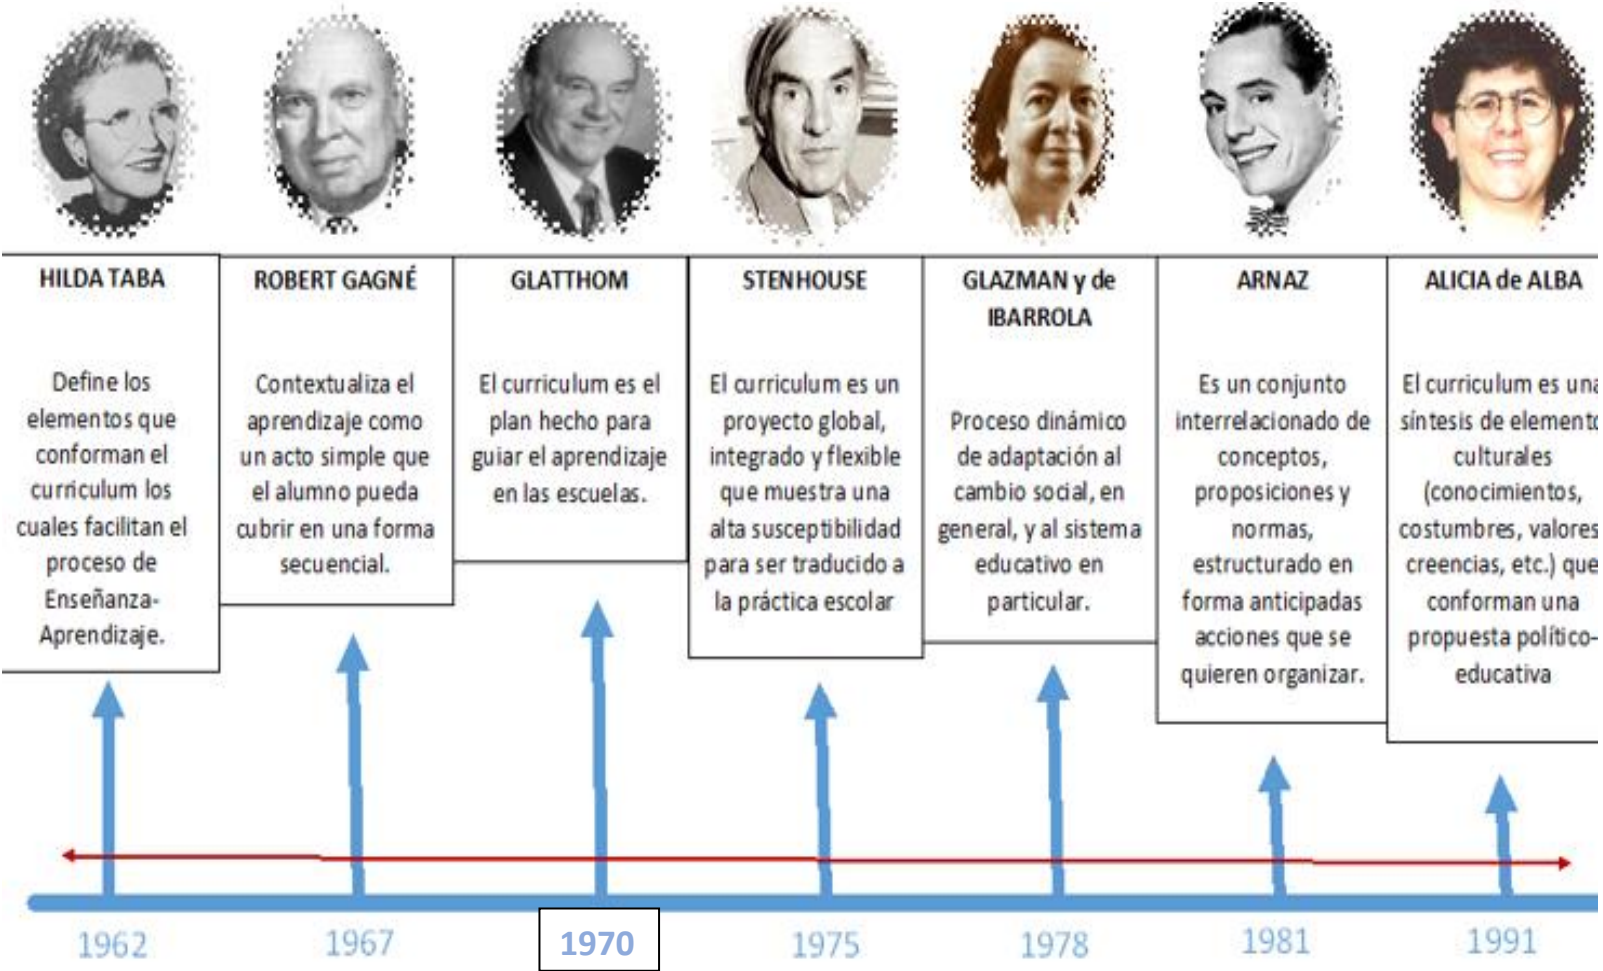 HILDA TABA
Define los
elementos que
conforman el
curriculum los
cuales facilitan el
proceso de
Enseñanza-
Aprendizaje.
ROBERT GAGNÉ
Contextualiza el
aprendizaje como
un acto simple que
el alumno pueda
cubrir en una forma
secuencial.
GLATTHOM
El curriculum es el
plan hecho para
guiar el aprendizaje
en las escuelas.
STENHOUSE
El curriculum es un
proyecto global,
integrado y flexible
que muestra una
alta susceptibilidad
para ser traducido a
la práctica escolar
GLAZMAN y de
IBARROLA
Proceso dinámico
de adaptación al
cambio social, en
general, y al sistema
educativo en
particular.
ARNAZ
Es un conjunto
interrelacionado de
conceptos,
proposiciones y
normas,
estructurado en
forma anticipadas
acciones que se
quieren organizar.
ALICIA de ALBA
El curriculum es una
síntesis de elemento
culturales
(conocimientos,
costumbres, valores
creencias, etc.) que
conforman una
propuesta político-
educativa
1962
1967
1970
1975
1978
1981
1991